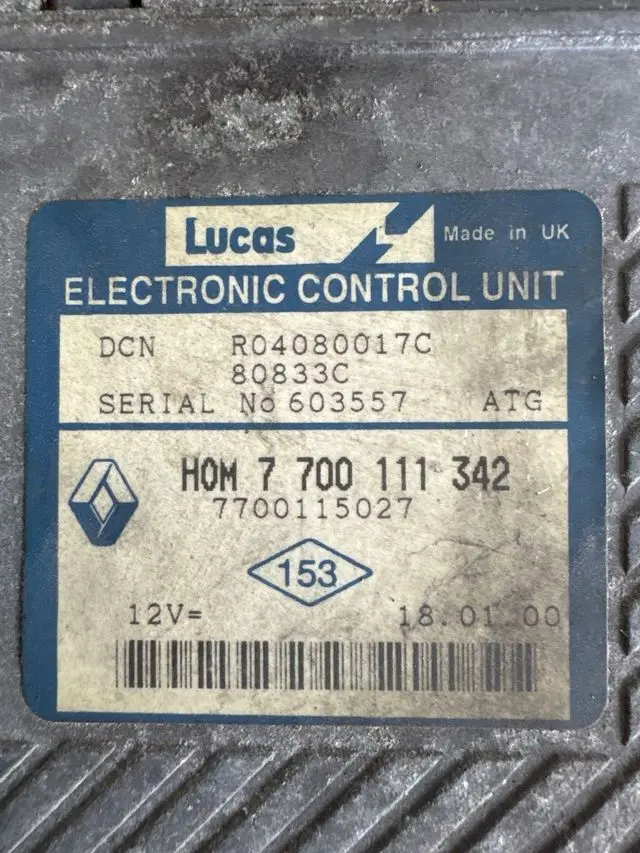 Lucas
Made in UK
ELECTRONIC CONTROL UNIT
DCN R04080017C
80833C
SERIAL No 603557 ATG
HOM 7 700 111 342
7700115027
153
12V= 18.01.00